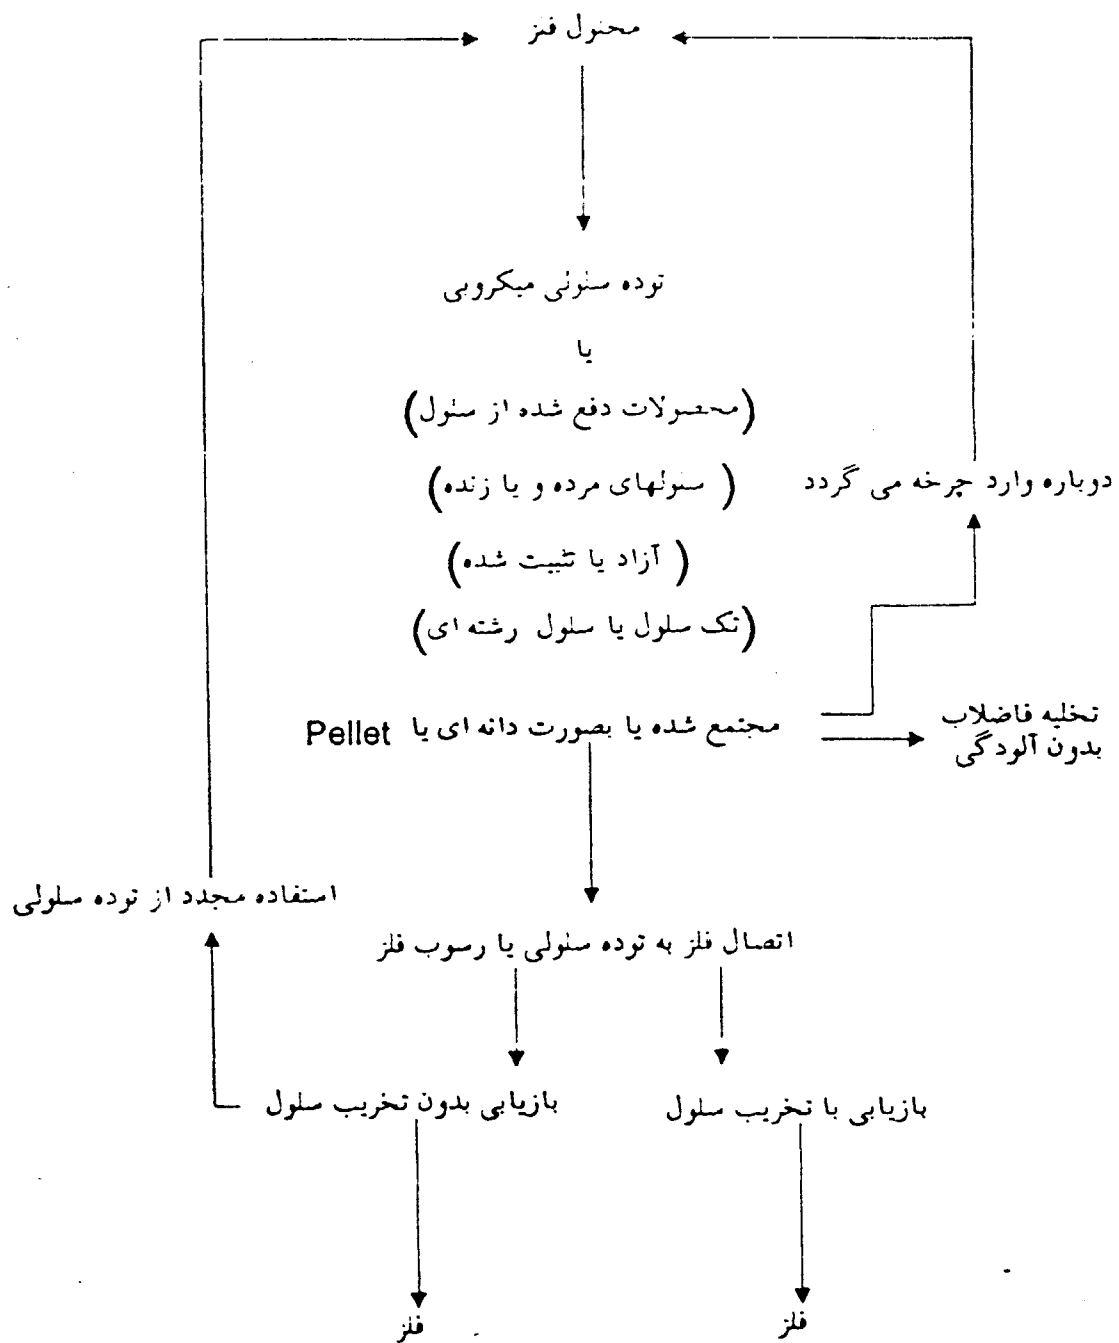 محلول فلز
توده سلولی میکروبی
یا
(محصولات دفع شده از سلول)
( سلولهای مرده و یا زنده)
دوباره وارد چرخه می گردد
( آزاد یا تثبیت شده)
(تک سلول یا سلول رشته ای)
مجتمع شده یا بصورت دانه ای یا Pellet
تخلیه فاضلاب
بدون آلودگی
استفاده مجدد از توده سلولی
اتصال فلز به توده سلولی یا رسوب فلز
بازیابی با تخریب سلول
بازیابی بدون تخریب سلول
فلز
فلز